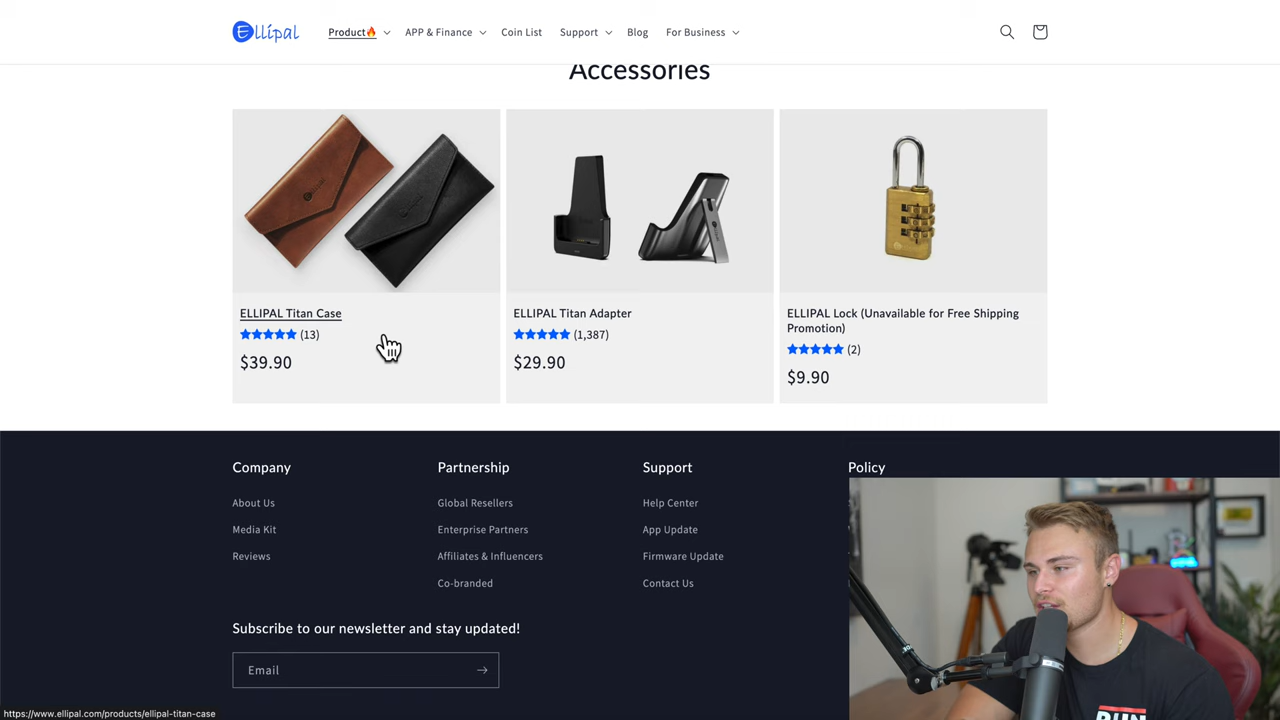 Ellipal
Product🔥
APP & Finance
Coin List
Support
Blog
For Business
Accessories
ELLIPAL Titan Case
(13)
$39.90
ELLIPAL Titan Adapter
(1,387)
$29.90
ELLIPAL Lock (Unavailable for Free Shipping
Promotion)
(2)
$9.90
Company
About Us
Media Kit
Reviews
Partnership
Global Resellers
Enterprise Partners
Affiliates & Influencers
Co-branded
Support
Help Center
App Update
Firmware Update
Contact Us
Policy
Subscribe to our newsletter and stay updated!
Email
RUN
https://www.ellipal.com/products/ellipal-titan-case